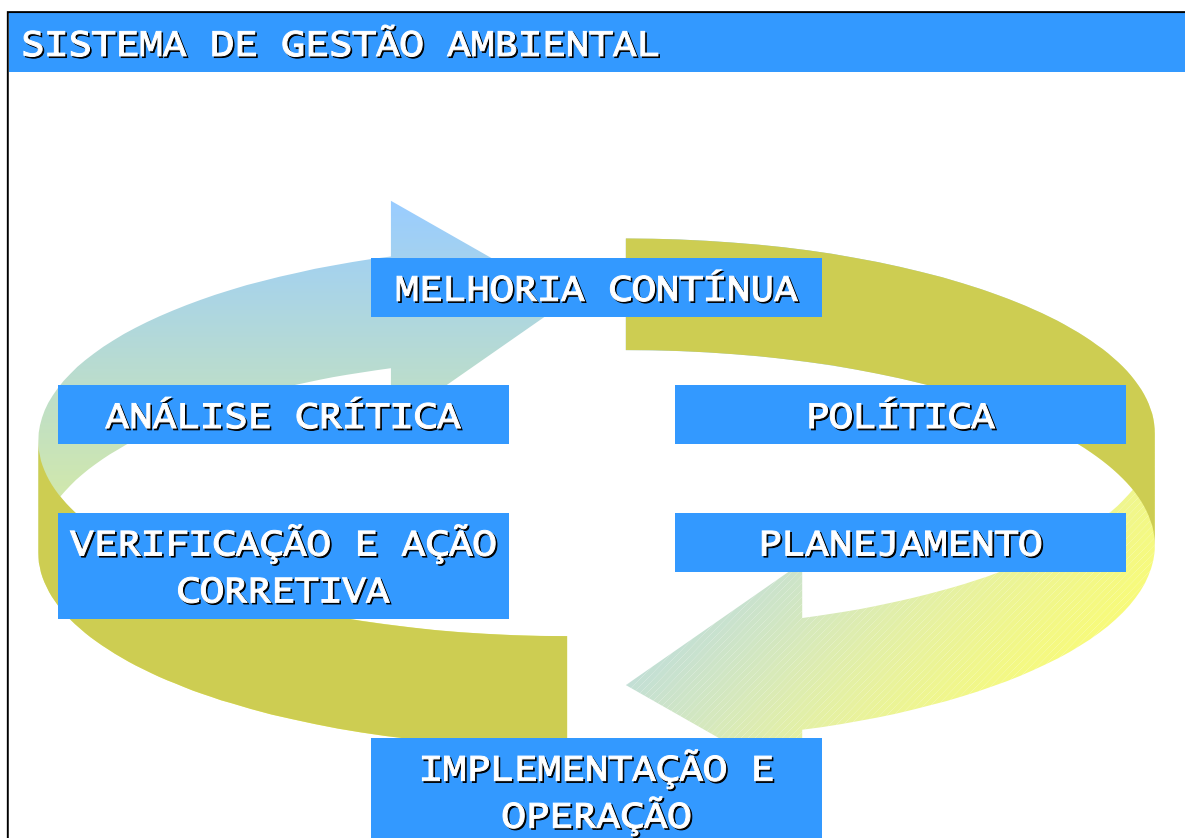 SISTEMA DE GESTÃO AMBIENTAL
MELHORIA CONTÍNUA
ANÁLISE CRÍTICA
POLÍTICA
VERIFICAÇÃO E AÇÃO
CORRETIVA
PLANEJAMENTO
IMPLEMENTAÇÃO E
OPERAÇÃO